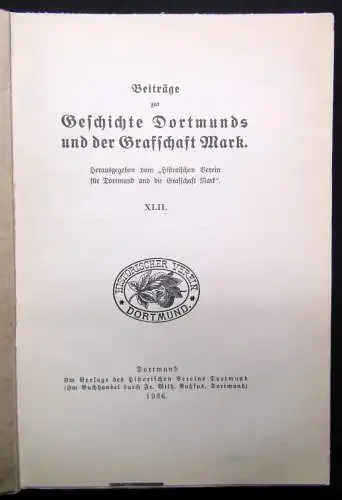 Beiträge
zur
Geschichte Dortmunds
und der Grafschaft Mark.
Herausgegeben vom „Historischen Verein
für Dortmund und die Grafschaft Mark".
XLII.
HISTORISCHER VEREIN
DORTMUND.
Dortmund
Im Verlage des Historischen Vereins Dortmund
(Im Buchhandel durch Fr. Wilh. Ruhfus, Dortmund)
1936.